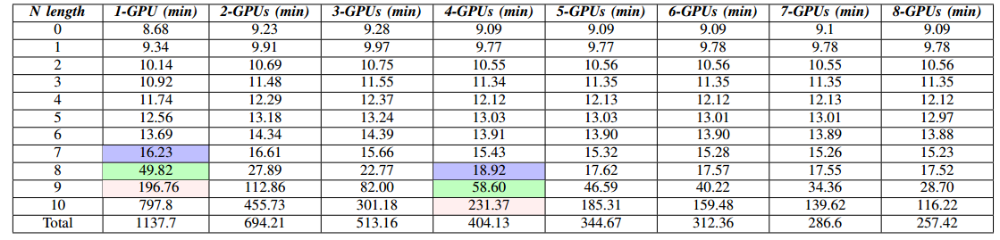 N length 1-GPU (min) 2-GPUs (min) 3-GPUs (min) 4-GPUs (min) 5-GPUs (min) 6-GPUs (min) 7-GPUs (min) 8-GPUs (min)
0 8.68 9.23 9.28 9.09 9.09 9.09 9.1 9.09
1 9.34 9.91 9.97 9.77 9.77 9.78 9.78 9.78
2 10.14 10.69 10.75 10.55 10.56 10.56 10.55 10.56
3 10.92 11.48 11.55 11.34 11.35 11.35 11.35 11.35
4 11.74 12.29 12.37 12.12 12.13 12.12 12.13 12.12
5 12.56 13.18 13.24 13.03 13.03 13.01 13.01 12.97
6 13.69 14.34 14.39 13.91 13.90 13.90 13.89 13.88
7 16.23 16.61 15.66 15.43 15.32 15.28 15.26 15.23
8 49.82 27.89 22.77 18.92 17.62 17.57 17.55 17.52
9 196.76 112.86 82.00 58.60 46.59 40.22 34.36 28.70
10 797.8 455.73 301.18 231.37 185.31 159.48 139.62 116.22
Total 1137.7 694.21 513.16 404.13 344.67 312.36 286.6 257.42